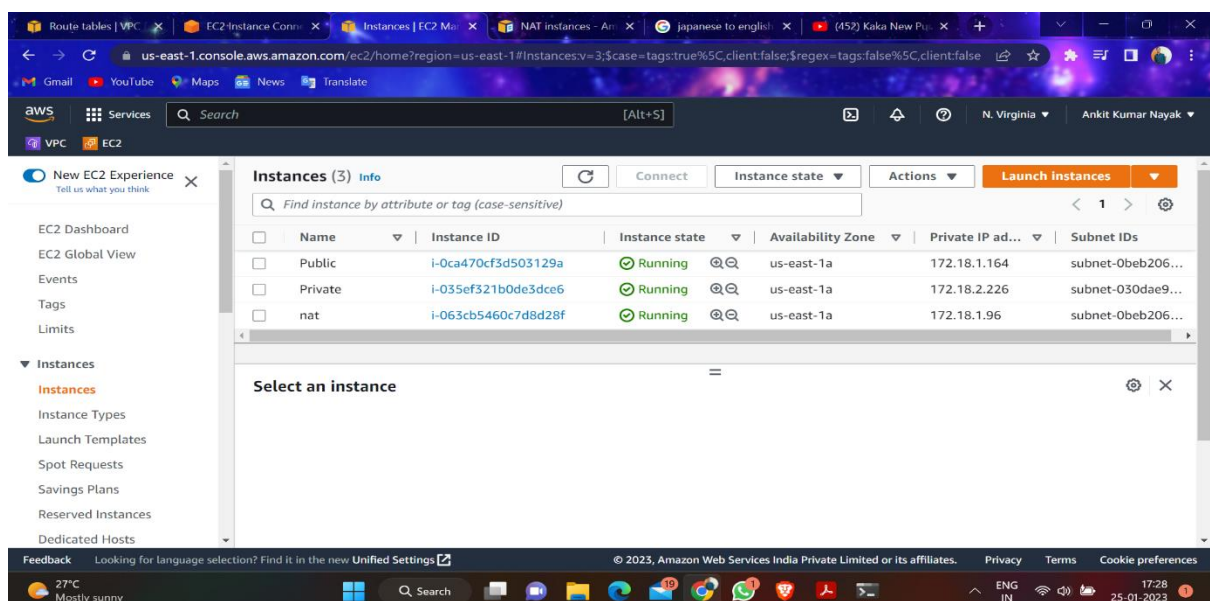 Route tables | VPC
EC2 Instance Conn
Instances | EC2 Ma
NAT instances - Am
japanese to english
(452) Kaka New Pu
us-east-1.console.aws.amazon.com/ec2/home?region=us-east-1#Instances:v=3;$case=tags:true%5C,client:false;$regex=tags:false%5C,client:false
Gmail YouTube Maps News Translate
aws Services Search [Alt+S] N. Virginia ▼ Ankit Kumar Nayak ▼
VPC EC2
New EC2 Experience
Tell us what you think
EC2 Dashboard
EC2 Global View
Events
Tags
Limits
▼ Instances
Instances
Instance Types
Launch Templates
Spot Requests
Savings Plans
Reserved Instances
Dedicated Hosts
Instances (3) Info Connect Instance state ▼ Actions ▼ Launch instances ▼
Find instance by attribute or tag (case-sensitive) < 1 >
Name Instance ID Instance state Availability Zone Private IP ad... Subnet IDs
Public i-0ca470cf3d503129a Running us-east-1a 172.18.1.164 subnet-0beb206...
Private i-035ef321b0de3dce6 Running us-east-1a 172.18.2.226 subnet-030dae9...
nat i-063cb5460c7d8d28f Running us-east-1a 172.18.1.96 subnet-0beb206...
Select an instance
Feedback Looking for language selection? Find it in the new Unified Settings © 2023, Amazon Web Services India Private Limited or its affiliates. Privacy Terms Cookie preferences
27°C
Mostly sunny
Search
19
ENG
IN
17:28
25-01-2023
1